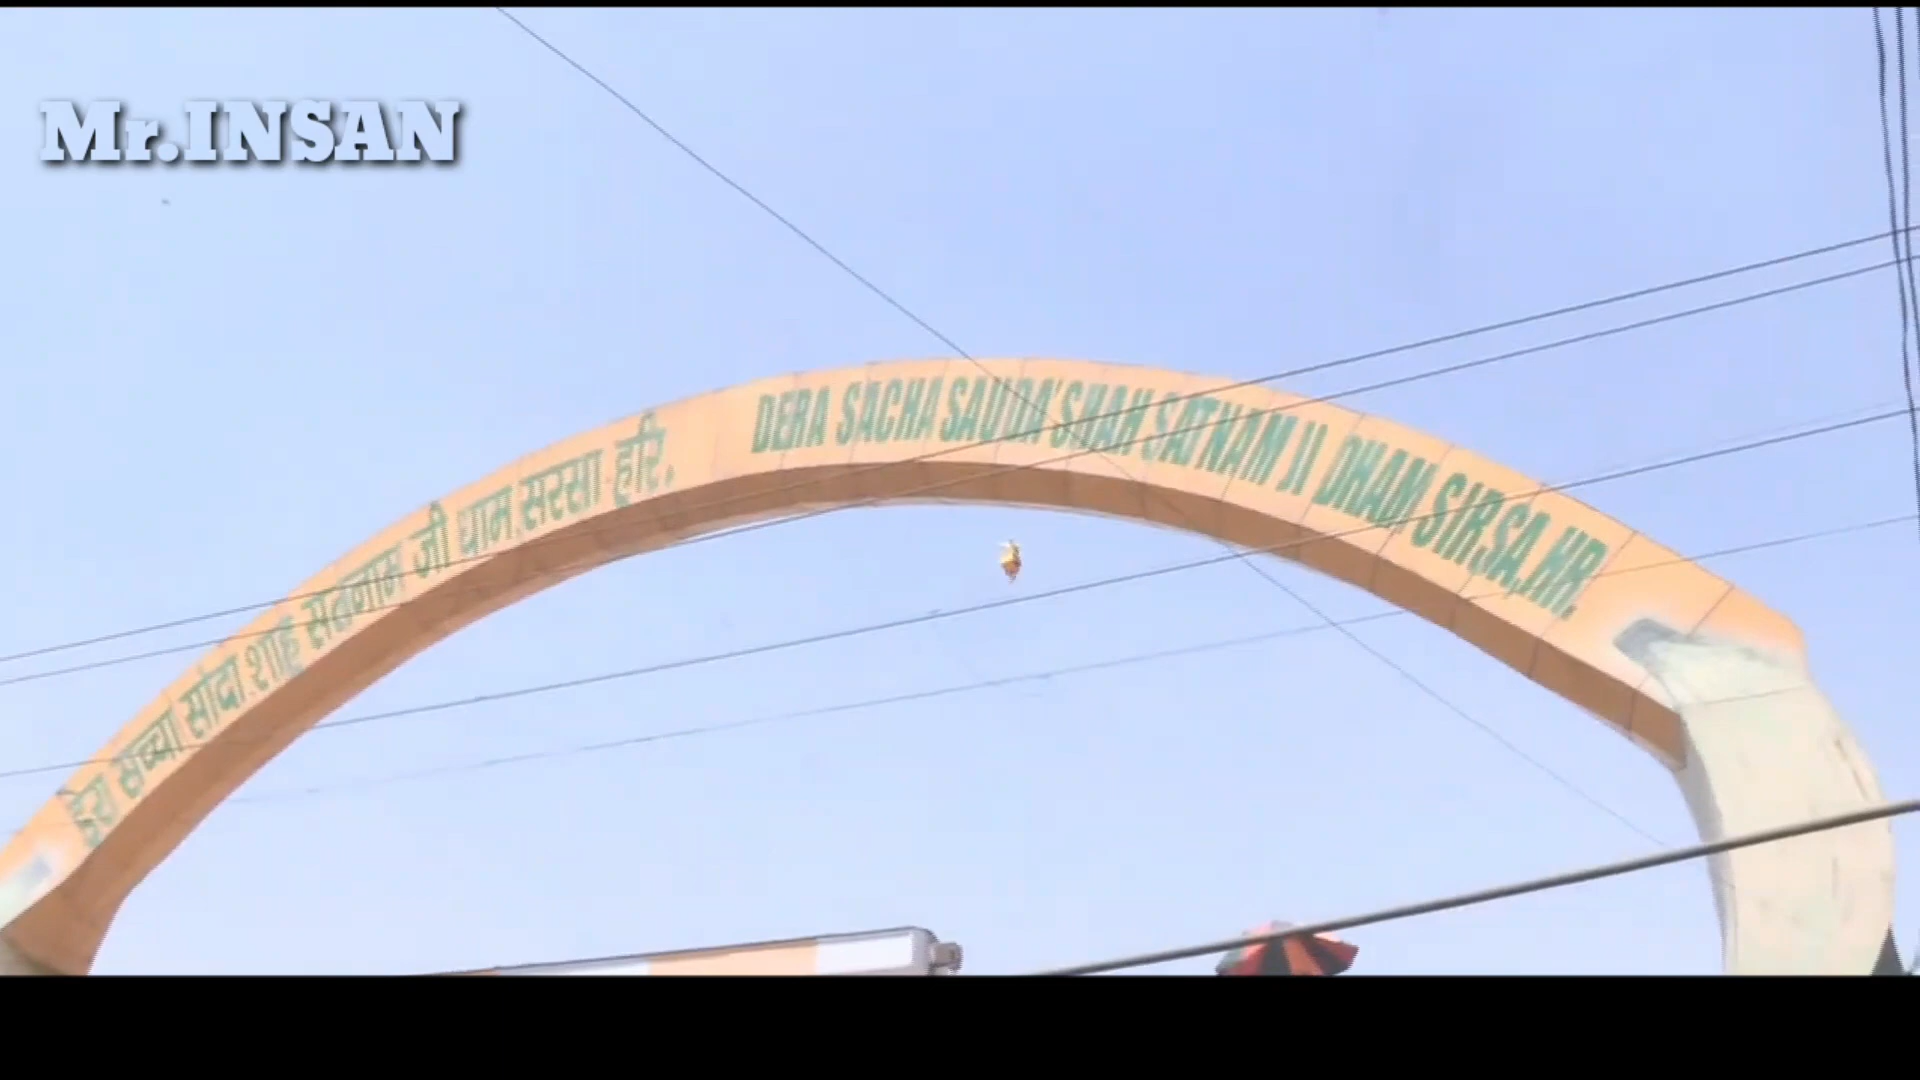 Mr.INSAN
डेरा सच्चा सौदा शाह सतनाम जी धाम सरसा हरि.
DERA SACHA SAUDA SHAH SATNAM JI DHAM SIRSA, HR.